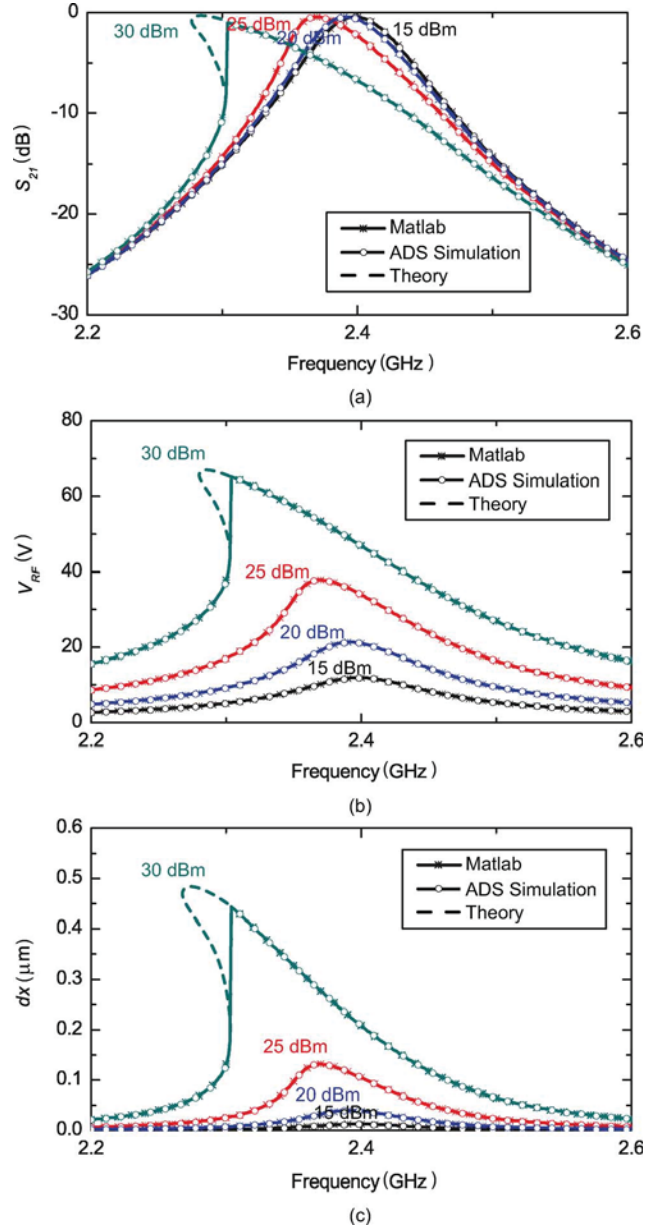 0
30 dBm
25 dBm
20 dBm
15 dBm
-10
S21 (dB)
-20
Matlab
ADS Simulation
Theory
-30
2.2
2.4
2.6
Frequency (GHz)
(a)
80
30 dBm
Matlab
ADS Simulation
Theory
60
VRF (V)
40
25 dBm
20 dBm
20
15 dBm
0
2.2
2.4
2.6
Frequency (GHz)
(b)
0.6
30 dBm
Matlab
ADS Simulation
Theory
0.5
0.4
dx (μm)
0.3
0.2
25 dBm
0.1
20 dBm
15 dBm
0.0
2.2
2.4
2.6
Frequency (GHz)
(c)